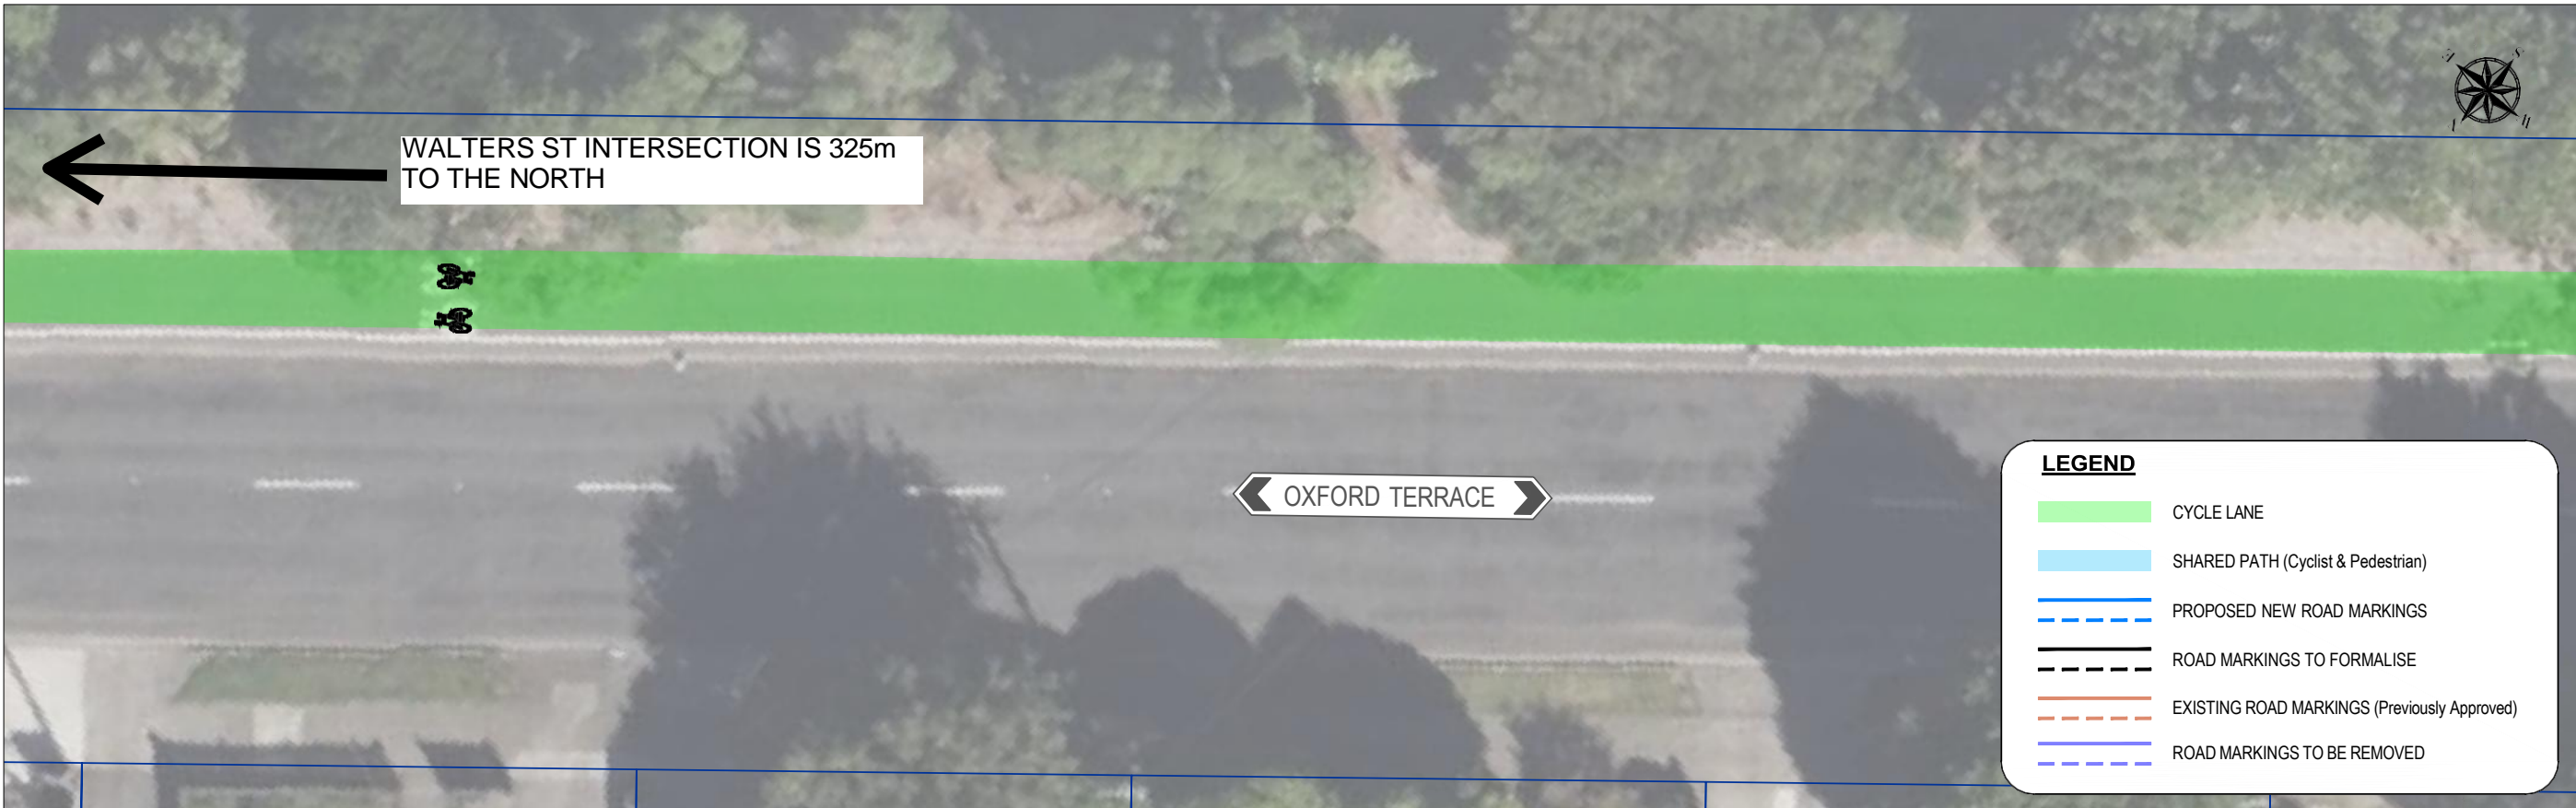 WALTERS ST INTERSECTION IS 325m
TO THE NORTH
OXFORD TERRACE
LEGEND
CYCLE LANE
SHARED PATH (Cyclist & Pedestrian)
PROPOSED NEW ROAD MARKINGS
ROAD MARKINGS TO FORMALISE
EXISTING ROAD MARKINGS (Previously Approved)
ROAD MARKINGS TO BE REMOVED